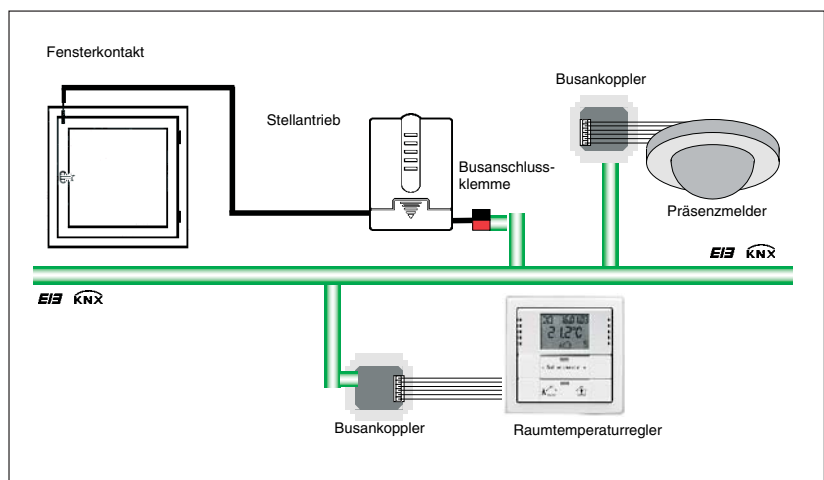 Fensterkontakt
Stellantrieb
Busankoppler
Busanschluss-
klemme
Präsenzmelder
EIB KNX
EIB KNX
21.2°C
Busankoppler
Raumtemperaturregler